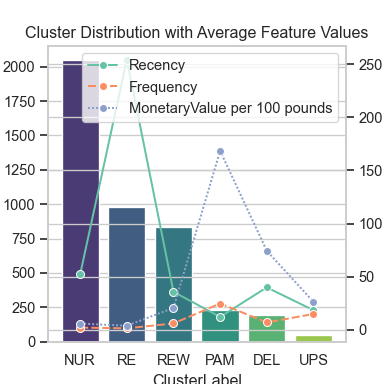 Cluster Distribution with Average Feature Values
Recency
Frequency
MonetaryValue per 100 pounds
2000
1750
1500
1250
1000
750
500
250
0
250
200
150
100
50
0
NUR RE REW PAM DEL UPS
ClusterLabel